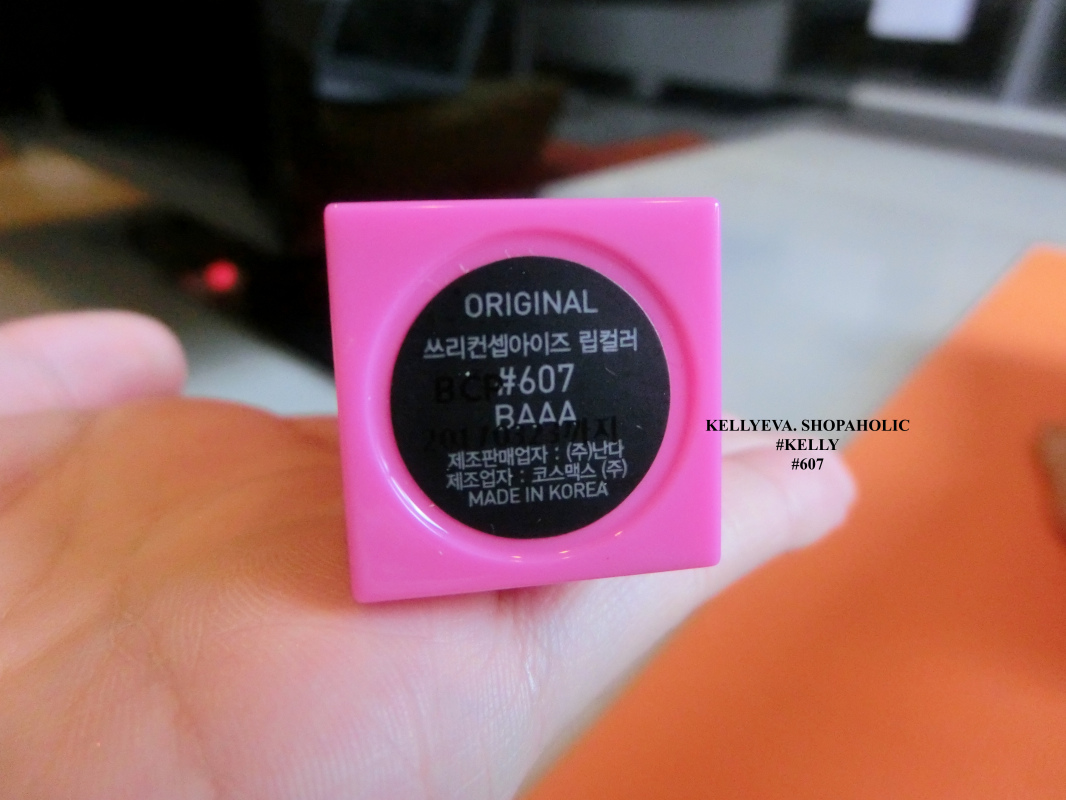 ORIGINAL
쓰리컨셉아이즈 립컬러
#607
BAAA
제조판매업자 : (주)난다
제조업자 : 코스맥스 (주)
MADE IN KOREA
KELLYEVA. SHOPAHOLIC
#KELLY
#607